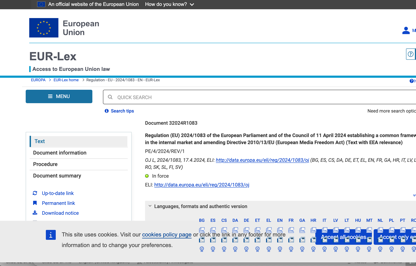 An official website of the European Union How do you know?
European
Union
EUR-Lex
Access to European Union law
EUROPA EUR-Lex home Regulation - EU - 2024/1083 - EN - EUR-Lex
MENU
QUICK SEARCH
Search tips
Need more search optio
Document 32024R1083
Text
Document information
Procedure
Document summary
Up-to-date link
Permanent link
Download notice
Regulation (EU) 2024/1083 of the European Parliament and of the Council of 11 April 2024 establishing a common framew
in the internal market and amending Directive 2010/13/EU (European Media Freedom Act) (Text with EEA relevance)
PE/4/2024/REV/1
OJ L, 2024/1083, 17.4.2024, ELI: http://data.europa.eu/eli/reg/2024/1083/oj (BG, ES, CS, DA, DE, ET, EL, EN, FR, GA, HR, IT, LV, L
RO, SK, SL, FI, SV)
In force
ELI: http://data.europa.eu/eli/reg/2024/1083/oj
Languages, formats and authentic version
BG ES CS DA DE ET EL EN FR GA HR IT LV LT HU MT NL PL PT
This site uses cookies. Visit our cookies policy page or click the link in any footer for more
information and to change your preferences.